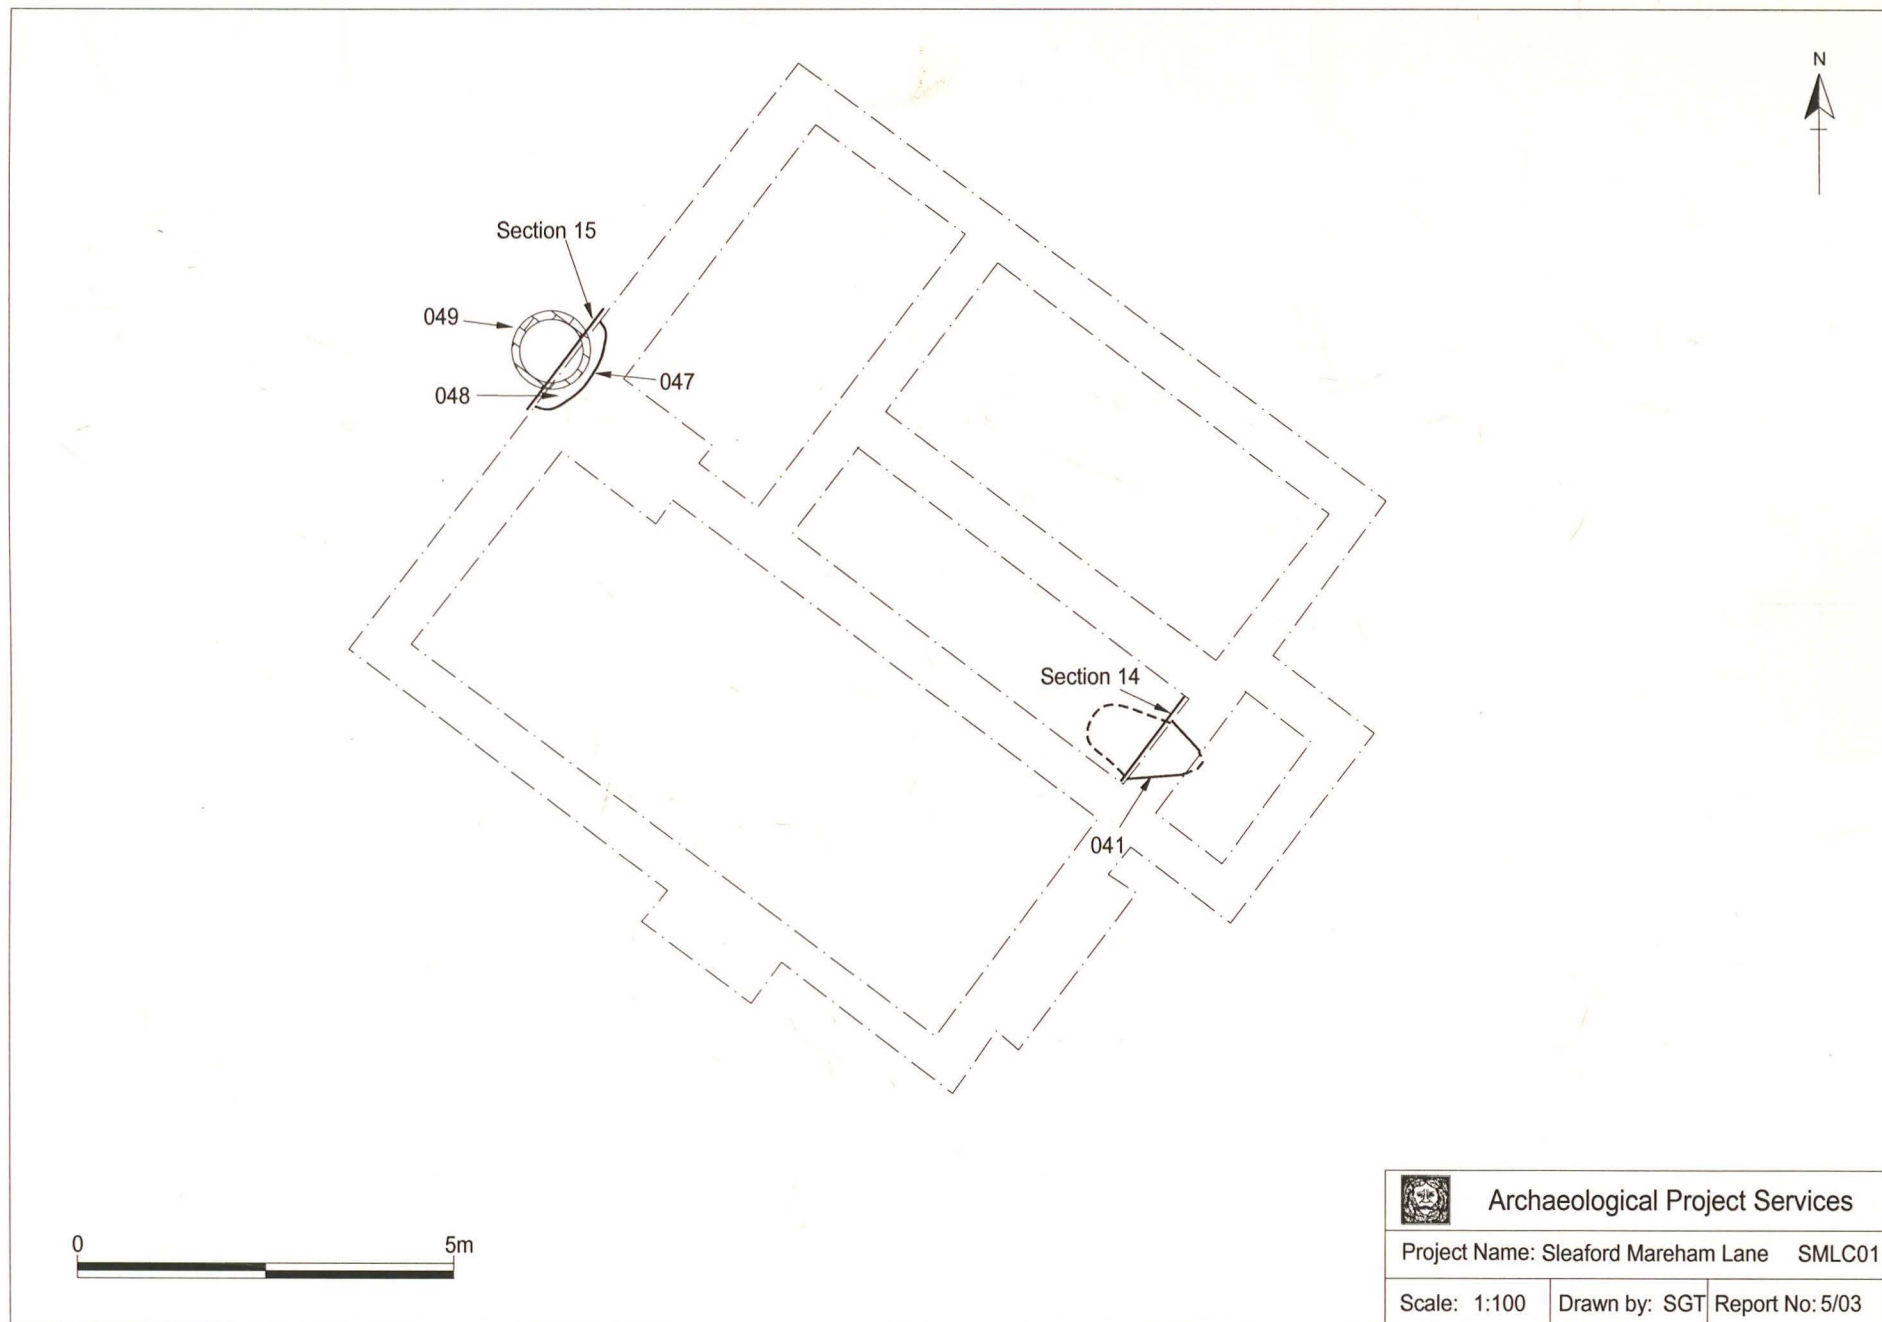 N
Section 15
049
047
048
Section 14
041
0 5m
Archaeological Project Services
Project Name: Sleaford Mareham Lane SMLC01
Scale: 1:100 Drawn by: SGT Report No: 5/03